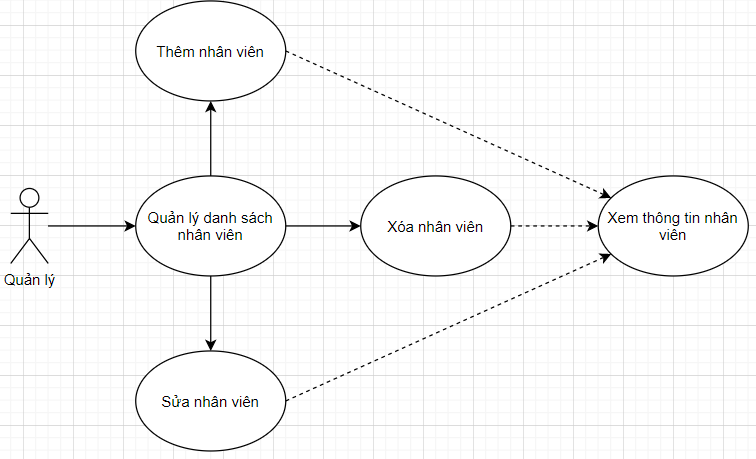 Thêm nhân viên
Quản lý
Quản lý danh sách
nhân viên
Xóa nhân viên
Xem thông tin nhân
viên
Sửa nhân viên